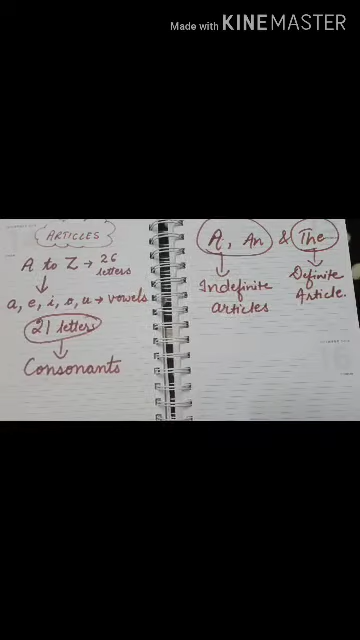 Made with KINEMASTER
ARTICLES
A to Z → 26 letters
↓
a, e, i, o, u → vowels
21 letters
↓
Consonants
A, An & The
↓ ↓
Indefinite articles
Definite Article.